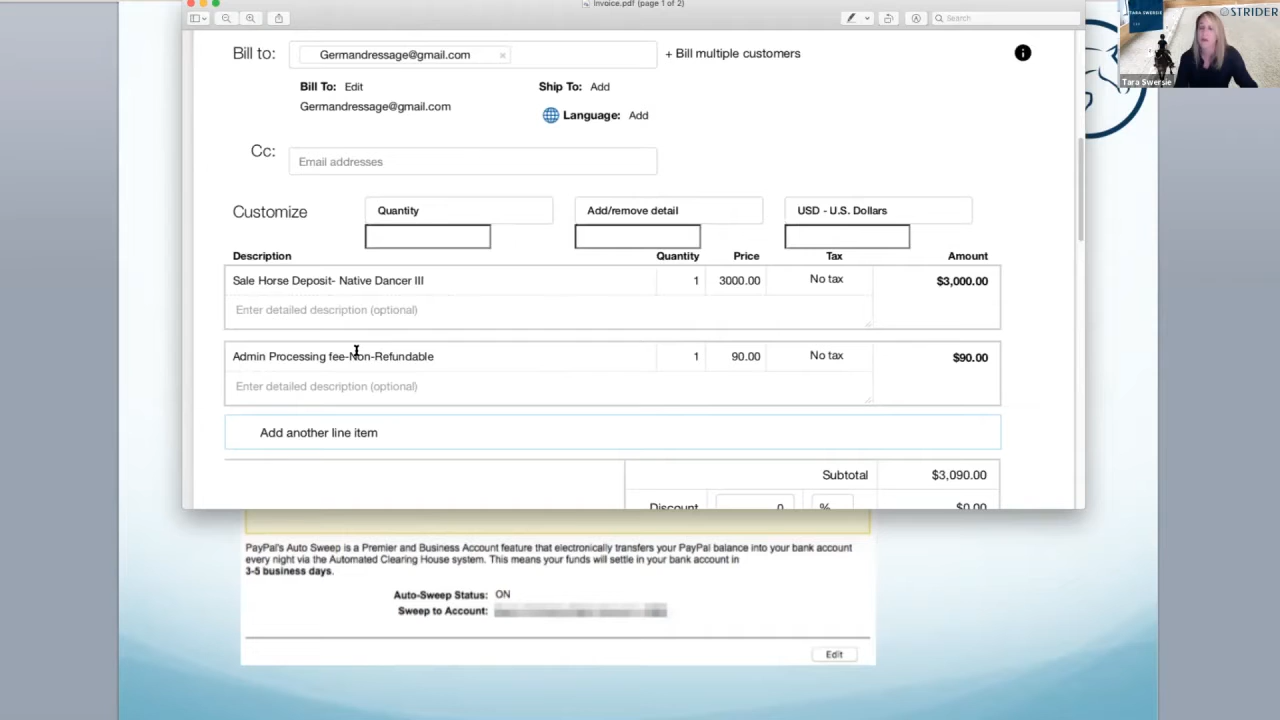 Invoice.pdf (page 1 of 2)
Search
TARA SWERSIE
STRIDER
Tara Swersie
Bill to: Germandressage@gmail.com × + Bill multiple customers
Bill To: Edit Ship To: Add
Germandressage@gmail.com
Language: Add
Cc: Email addresses
Customize Quantity Add/remove detail USD - U.S. Dollars
Description Quantity Price Tax Amount
Sale Horse Deposit- Native Dancer III 1 3000.00 No tax $3,000.00
Enter detailed description (optional)
Admin Processing fee-Non-Refundable 1 90.00 No tax $90.00
Enter detailed description (optional)
Add another line item
Subtotal $3,090.00
Discount 0 % $0.00
PayPal's Auto Sweep is a Premier and Business Account feature that electronically transfers your PayPal balance into your bank account
every night via the Automated Clearing House system. This means your funds will settle in your bank account in
3-5 business days.
Auto-Sweep Status: ON
Sweep to Account:
Edit